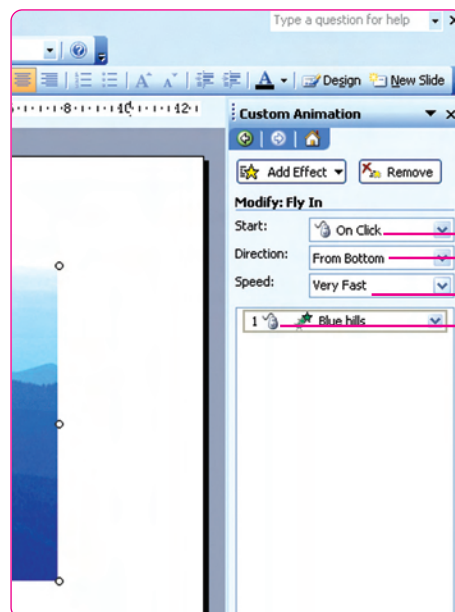 Type a question for help
A Design New Slide
8 10 12
Custom Animation
Add Effect Remove
Modify: Fly In
Start: On Click
Direction: From Bottom
Speed: Very Fast
1 Blue hills